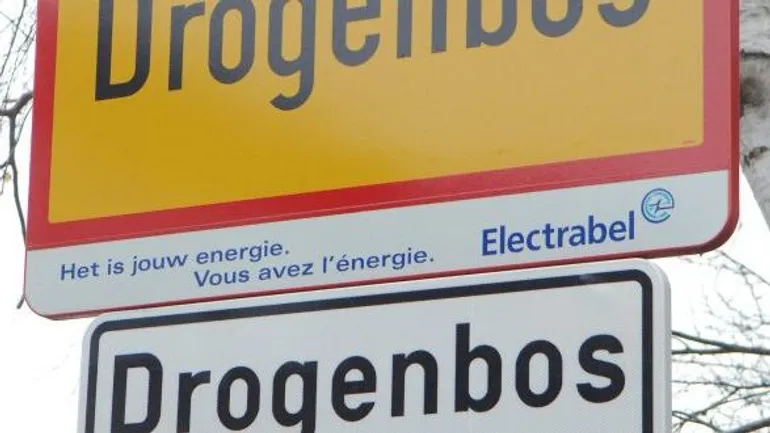 Drogenbos
Het is jouw energie.
Vous avez l'énergie.
Electrabel
Drogenbos